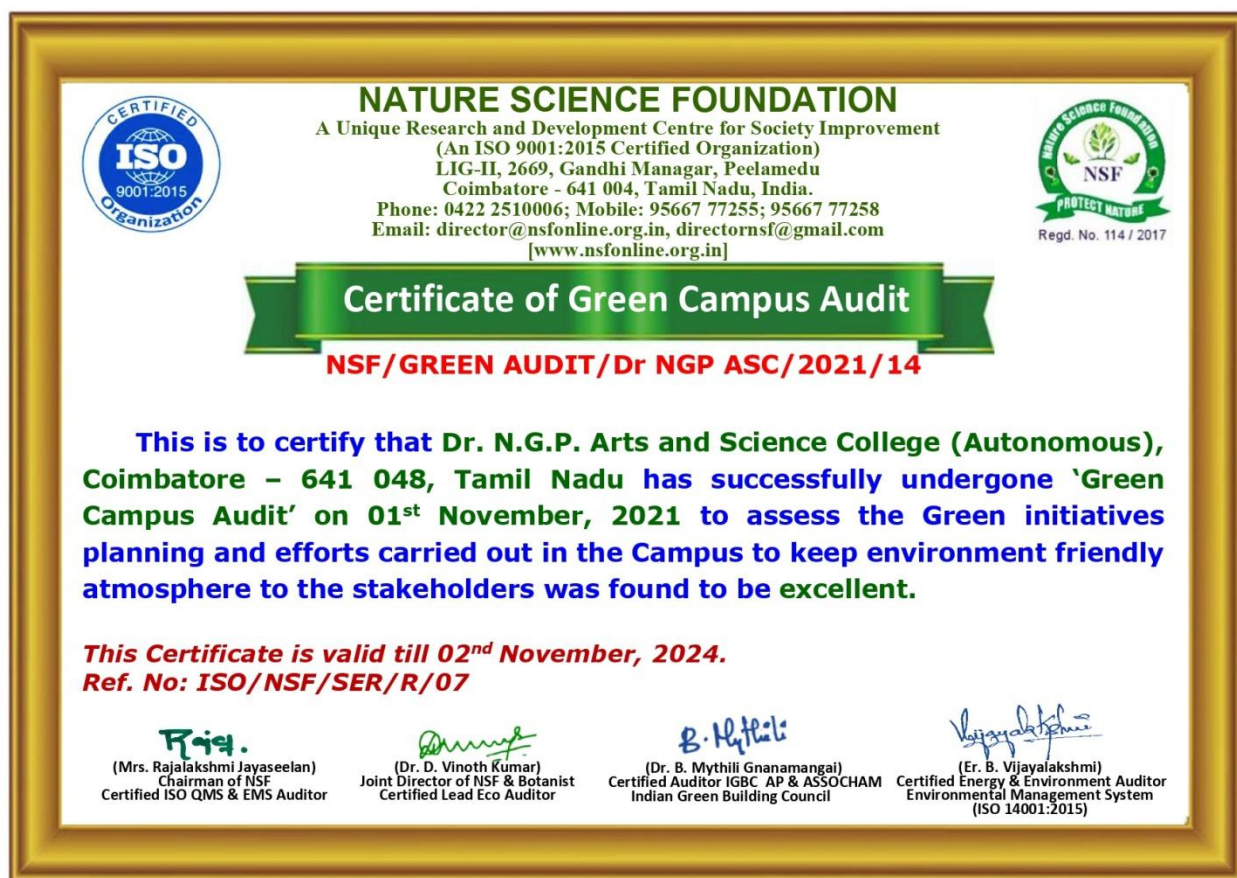 CERTIFIED
ISO
9001:2015
Organization
NATURE SCIENCE FOUNDATION
A Unique Research and Development Centre for Society Improvement
(An ISO 9001:2015 Certified Organization)
LIG-II, 2669, Gandhi Managar, Peelamedu
Coimbatore - 641 004, Tamil Nadu, India.
Phone: 0422 2510006; Mobile: 95667 77255; 95667 77258
Email: director@nsfonline.org.in, directornsf@gmail.com
[www.nsfonline.org.in]
Nature Science Foundation
NSF
PROTECT NATURE
Regd. No. 114 / 2017
Certificate of Green Campus Audit
NSF/GREEN AUDIT/Dr NGP ASC/2021/14
This is to certify that Dr. N.G.P. Arts and Science College (Autonomous),
Coimbatore – 641 048, Tamil Nadu has successfully undergone ‘Green
Campus Audit’ on 01st November, 2021 to assess the Green initiatives
planning and efforts carried out in the Campus to keep environment friendly
atmosphere to the stakeholders was found to be excellent.
This Certificate is valid till 02nd November, 2024.
Ref. No: ISO/NSF/SER/R/07
B. Mythili
Vijayalakshmi
(Mrs. Rajalakshmi Jayaseelan)
Chairman of NSF
Certified ISO QMS & EMS Auditor
(Dr. D. Vinoth Kumar)
Joint Director of NSF & Botanist
Certified Lead Eco Auditor
(Dr. B. Mythili Gnanamangai)
Certified Auditor IGBC AP & ASSOCHAM
Indian Green Building Council
(Er. B. Vijayalakshmi)
Certified Energy & Environment Auditor
Environmental Management System
(ISO 14001:2015)